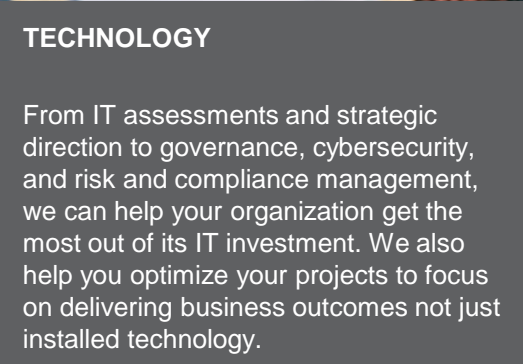 TECHNOLOGY
From IT assessments and strategic
direction to governance, cybersecurity,
and risk and compliance management,
we can help your organization get the
most out of its IT investment. We also
help you optimize your projects to focus
on delivering business outcomes not just
installed technology.